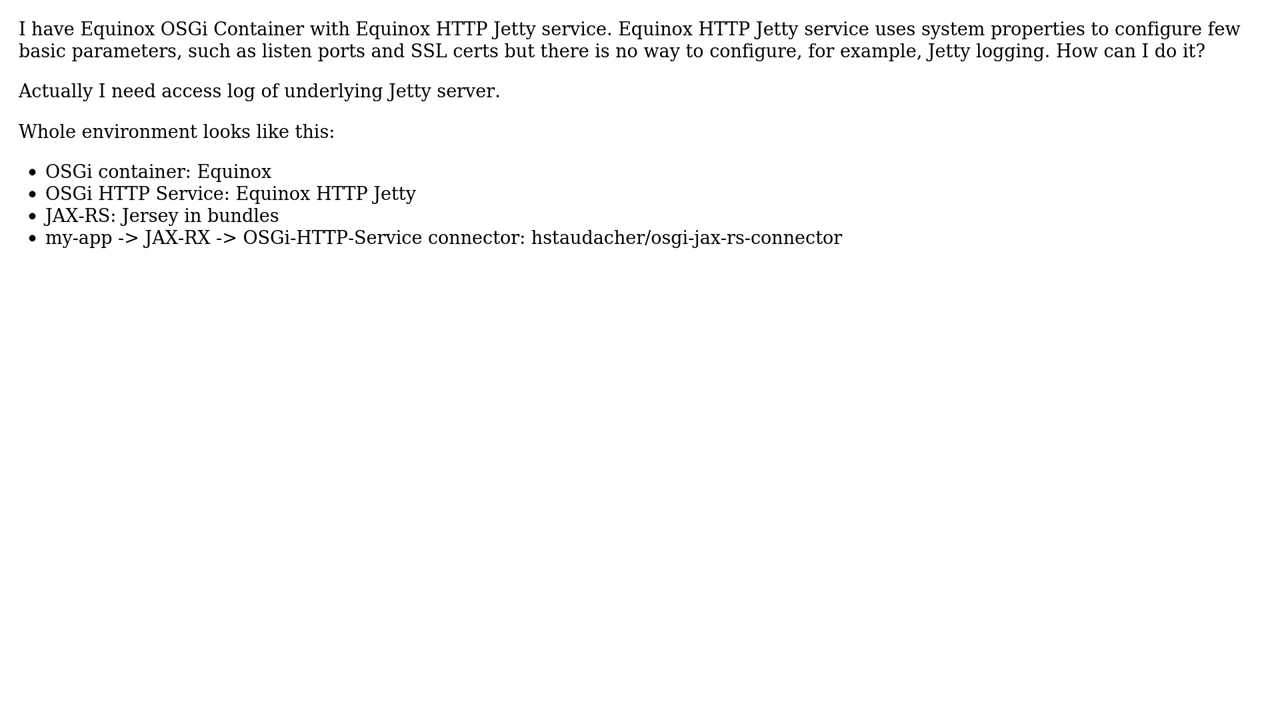 I have Equinox OSGi Container with Equinox HTTP Jetty service. Equinox HTTP Jetty service uses system properties to configure few
basic parameters, such as listen ports and SSL certs but there is no way to configure, for example, Jetty logging. How can I do it?
Actually I need access log of underlying Jetty server.
Whole environment looks like this:
• OSGi container: Equinox
• OSGi HTTP Service: Equinox HTTP Jetty
• JAX-RS: Jersey in bundles
• my-app -> JAX-RX -> OSGi-HTTP-Service connector: hstaudacher/osgi-jax-rs-connector